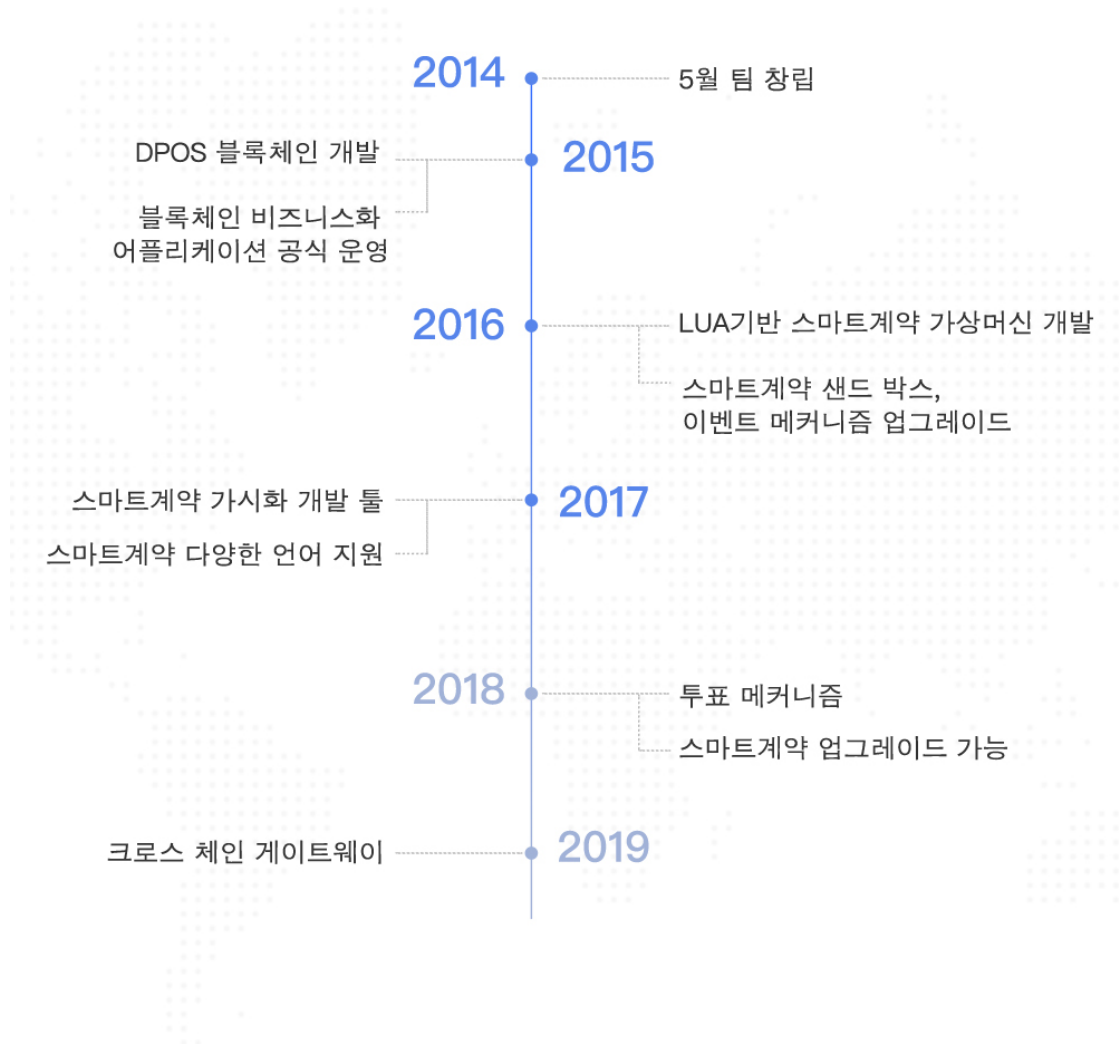 2014
5월 팀 창립
2015
DPOS 블록체인 개발
블록체인 비즈니스화
어플리케이션 공식 운영
2016
LUA기반 스마트계약 가상머신 개발
스마트계약 샌드 박스,
이벤트 메커니즘 업그레이드
2017
스마트계약 가시화 개발 툴
스마트계약 다양한 언어 지원
2018
투표 메커니즘
스마트계약 업그레이드 가능
2019
크로스 체인 게이트웨이